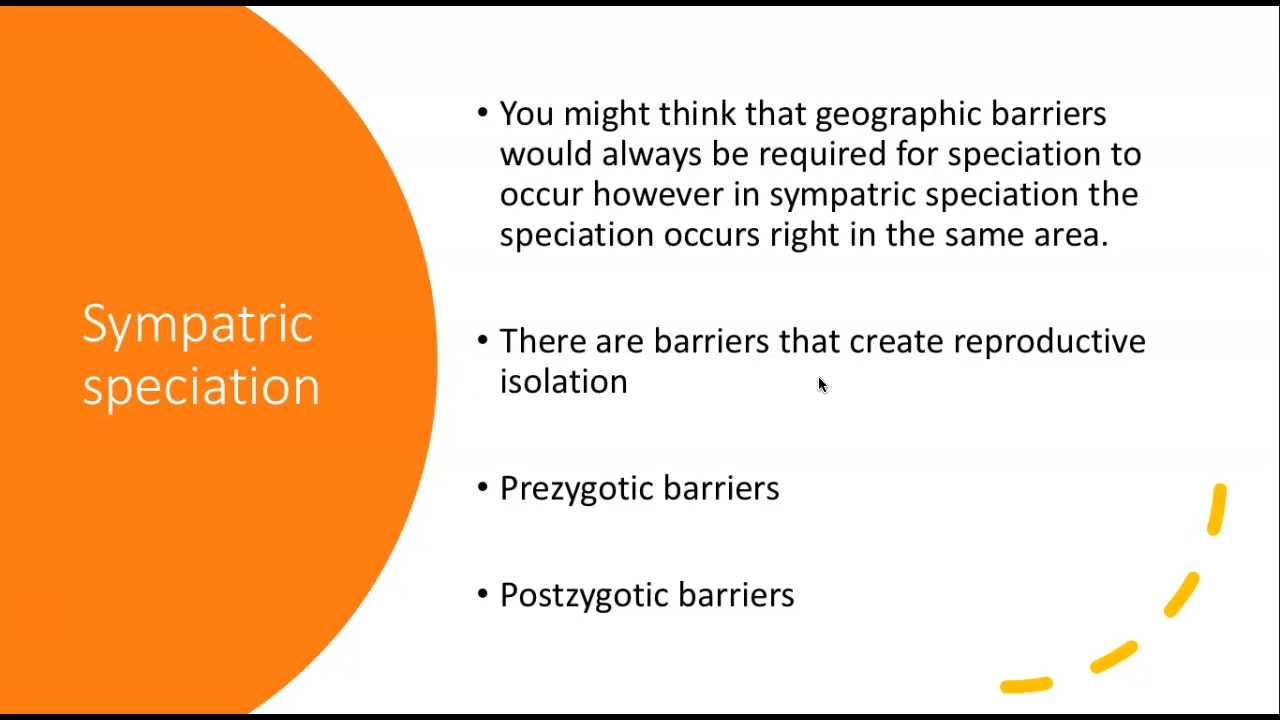 Sympatric
speciation
• You might think that geographic barriers
would always be required for speciation to
occur however in sympatric speciation the
speciation occurs right in the same area.
• There are barriers that create reproductive
isolation
• Prezygotic barriers
• Postzygotic barriers